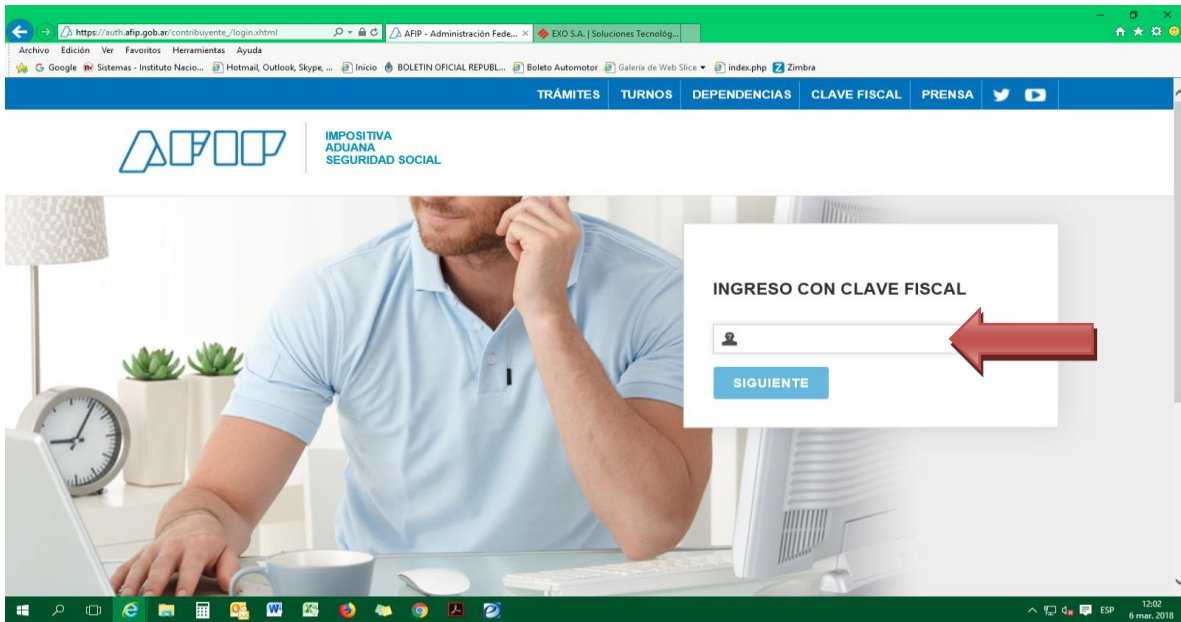 https://auth.afip.gob.ar/contribuyente_/login.xhtml
AFIP - Administración Fede...
EXO S.A. | Soluciones Tecnológ...
Archivo Edición Ver Favoritos Herramientas Ayuda
Google Sistemas - Instituto Nacio... Hotmail, Outlook, Skype, ... Inicio BOLETIN OFICIAL REPUBL... Boleto Automotor Galería de Web Slice index.php Zimbra
TRÁMITES TURNOS DEPENDENCIAS CLAVE FISCAL PRENSA
AFIP
IMPOSITIVA
ADUANA
SEGURIDAD SOCIAL
INGRESO CON CLAVE FISCAL
SIGUIENTE
ESP
12:02
6 mar. 2018